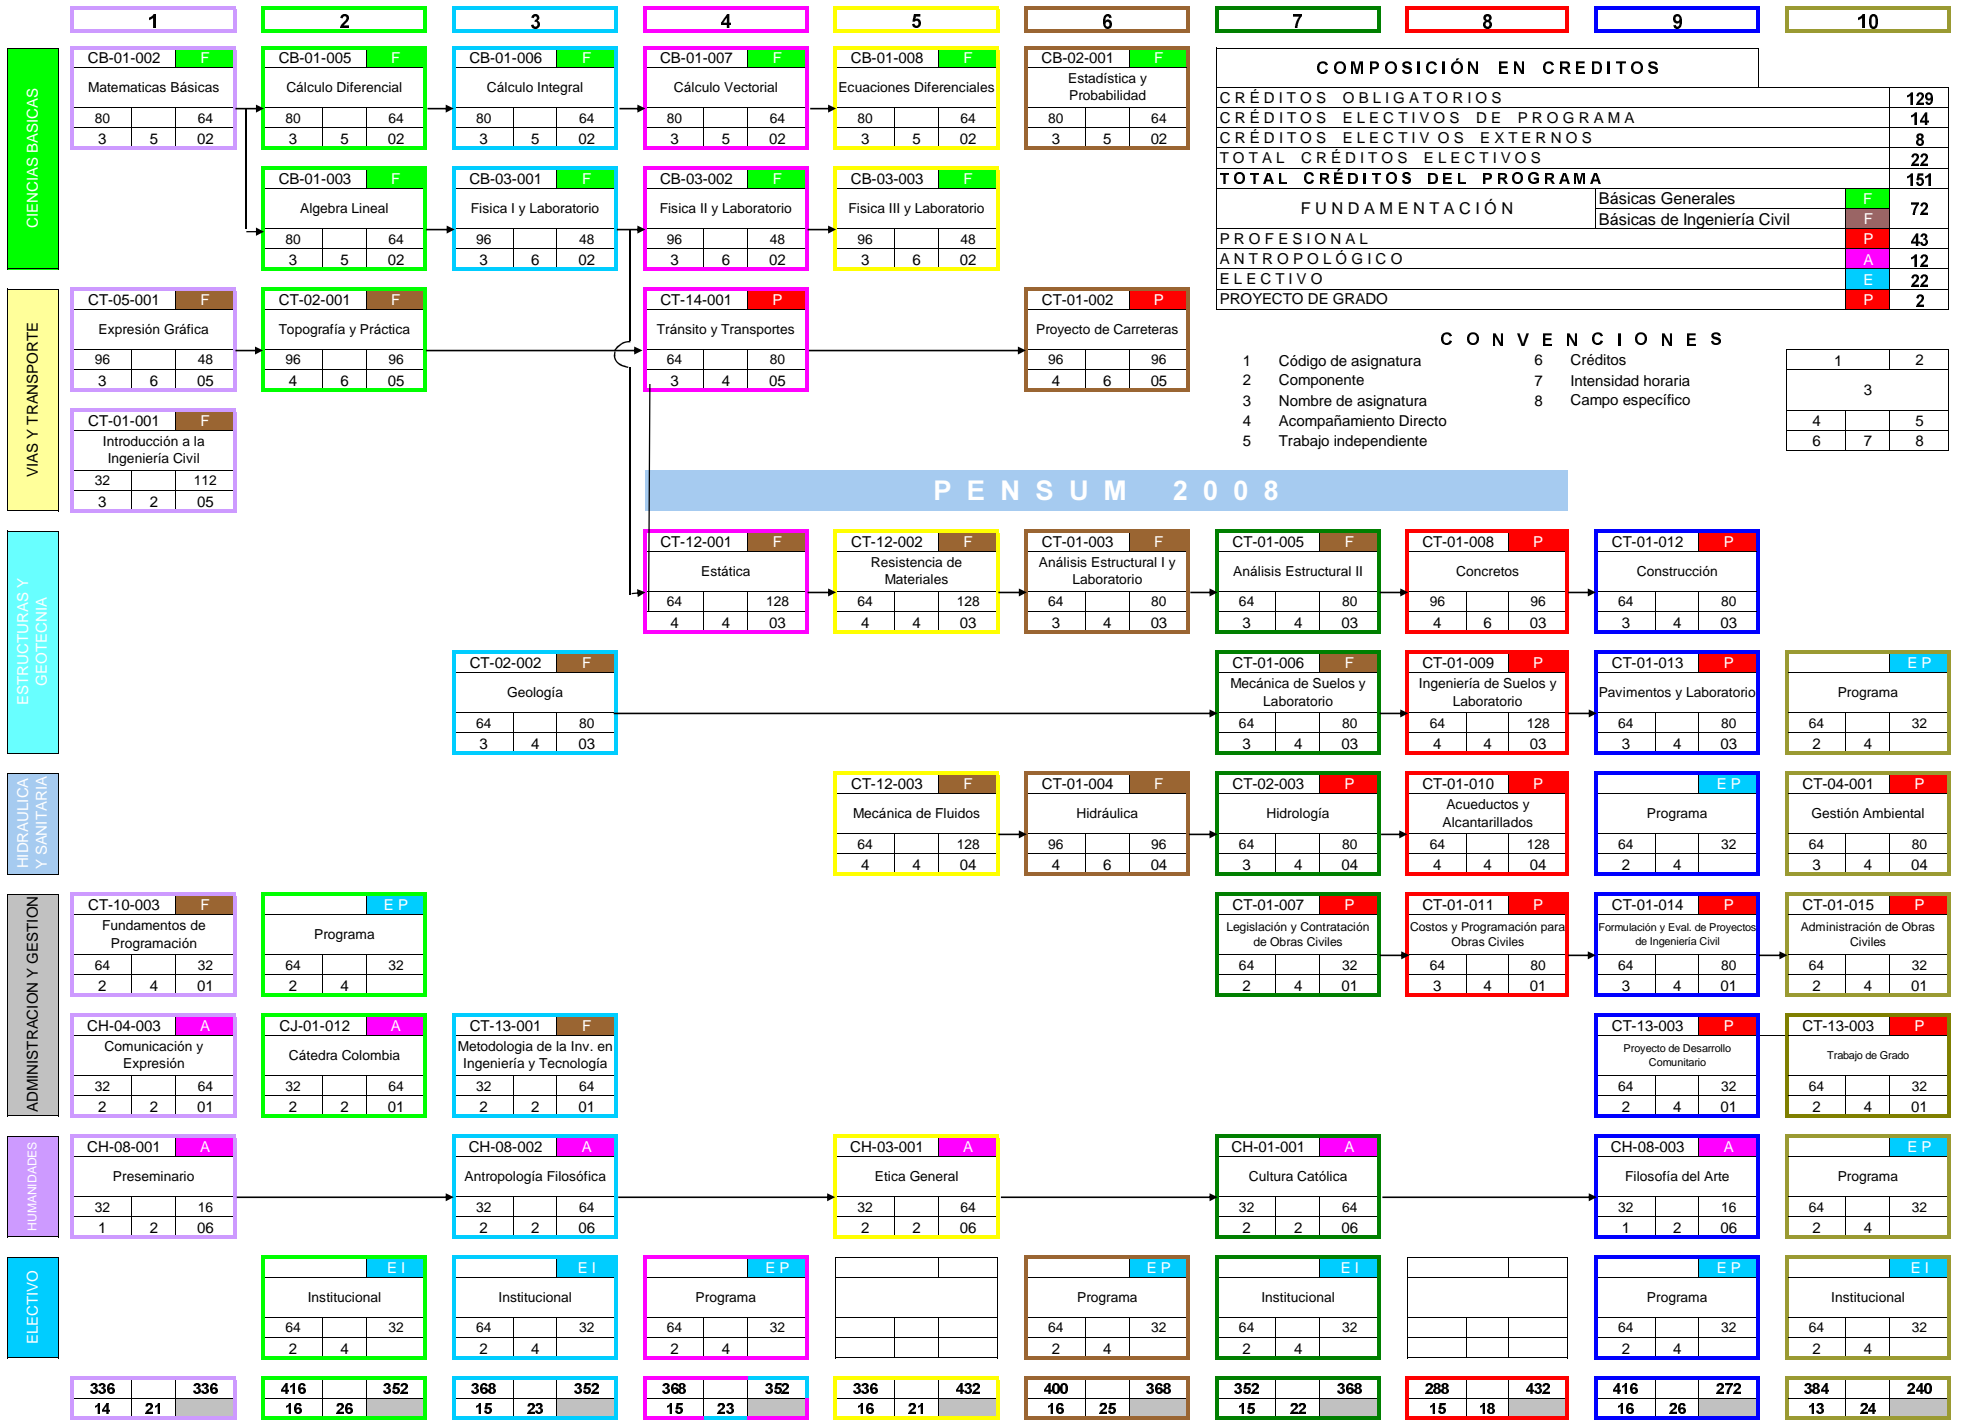 1 2 3 4 5 6 7 8 9 10
CIENCIAS BASICAS
CB-01-002 F
Matematicas Básicas
80 64
3 5 02
CB-01-005 F
Cálculo Diferencial
80 64
3 5 02
CB-01-006 F
Cálculo Integral
80 64
3 5 02
CB-01-007 F
Cálculo Vectorial
80 64
3 5 02
CB-01-008 F
Ecuaciones Diferenciales
80 64
3 5 02
CB-02-001 F
Estadística y
Probabilidad
80 64
3 5 02
COMPOSICIÓN EN CREDITOS
CRÉDITOS OBLIGATORIOS 129
CRÉDITOS ELECTIVOS DE PROGRAMA 14
CRÉDITOS ELECTIVOS EXTERNOS 8
TOTAL CRÉDITOS ELECTIVOS 22
TOTAL CRÉDITOS DEL PROGRAMA 151
FUNDAMENTACIÓN Básicas Generales F 72
Básicas de Ingeniería Civil F
PROFESIONAL P 43
ANTROPOLÓGICO A 12
ELECTIVO E 22
PROYECTO DE GRADO P 2
CB-01-003 F
Algebra Lineal
80 64
3 5 02
CB-03-001 F
Fisica I y Laboratorio
96 48
3 6 02
CB-03-002 F
Fisica II y Laboratorio
96 48
3 6 02
CB-03-003 F
Fisica III y Laboratorio
96 48
3 6 02
VIAS Y TRANSPORTE
CT-05-001 F
Expresión Gráfica
96 48
3 6 05
CT-02-001 F
Topografía y Práctica
96 96
4 6 05
CT-14-001 P
Tránsito y Transportes
64 80
3 4 05
CT-01-002 P
Proyecto de Carreteras
96 96
4 6 05
CONVENCIONES
1 Código de asignatura 6 Créditos
2 Componente 7 Intensidad horaria
3 Nombre de asignatura 8 Campo específico
4 Acompañamiento Directo
5 Trabajo independiente
1 2
3
4 5
6 7 8
CT-01-001 F
Introducción a la
Ingeniería Civil
32 112
3 2 05
PENSUM 2008
ESTRUCTURAS Y
GEOTECNIA
CT-12-001 F
Estática
64 128
4 4 03
CT-12-002 F
Resistencia de
Materiales
64 128
4 4 03
CT-01-003 F
Análisis Estructural I y
Laboratorio
64 80
3 4 03
CT-01-005 F
Análisis Estructural II
64 80
3 4 03
CT-01-008 P
Concretos
96 96
4 6 03
CT-01-012 P
Construcción
64 80
3 4 03
CT-02-002 F
Geología
64 80
3 4 03
CT-01-006 F
Mecánica de Suelos y
Laboratorio
64 80
3 4 03
CT-01-009 P
Ingeniería de Suelos y
Laboratorio
64 128
4 4 03
CT-01-013 P
Pavimentos y Laboratorio
64 80
3 4 03
E P
Programa
64 32
2 4
HIDRAULICA
Y SANITARIA
CT-12-003 F
Mecánica de Fluidos
64 128
4 4 04
CT-01-004 F
Hidráulica
96 96
4 6 04
CT-02-003 P
Hidrología
64 80
3 4 04
CT-01-010 P
Acueductos y
Alcantarillados
64 128
4 4 04
E P
Programa
64 32
2 4
CT-04-001 P
Gestión Ambiental
64 80
3 4 04
ADMINISTRACION Y GESTION
CT-10-003 F
Fundamentos de
Programación
64 32
2 4 01
E P
Programa
64 32
2 4
CT-01-007 P
Legislación y Contratación
de Obras Civiles
64 32
2 4 01
CT-01-011 P
Costos y Programación para
Obras Civiles
64 80
3 4 01
CT-01-014 P
Formulación y Eval. de Proyectos
de Ingeniería Civil
64 80
3 4 01
CT-01-015 P
Administración de Obras
Civiles
64 32
2 4 01
CH-04-003 A
Comunicación y
Expresión
32 64
2 2 01
CJ-01-012 A
Cátedra Colombia
32 64
2 2 01
CT-13-001 F
Metodologia de la Inv. en
Ingeniería y Tecnología
32 64
2 2 01
CT-13-003 P
Proyecto de Desarrollo
Comunitario
64 32
2 4 01
CT-13-003 P
Trabajo de Grado
64 32
2 4 01
HUMANIDADES
CH-08-001 A
Preseminario
32 16
1 2 06
CH-08-002 A
Antropología Filosófica
32 64
2 2 06
CH-03-001 A
Etica General
32 64
2 2 06
CH-01-001 A
Cultura Católica
32 64
2 2 06
CH-08-003 A
Filosofía del Arte
32 16
1 2 06
E P
Programa
64 32
2 4
ELECTIVO
E I
Institucional
64 32
2 4
E I
Institucional
64 32
2 4
E P
Programa
64 32
2 4
E P
Programa
64 32
2 4
E I
Institucional
64 32
2 4
E P
Programa
64 32
2 4
E I
Institucional
64 32
2 4
336 336 416 352 368 352 368 352 336 432 400 368 352 368 288 432 416 272 384 240
14 21 16 26 15 23 15 23 16 21 16 25 15 22 15 18 16 26 13 24